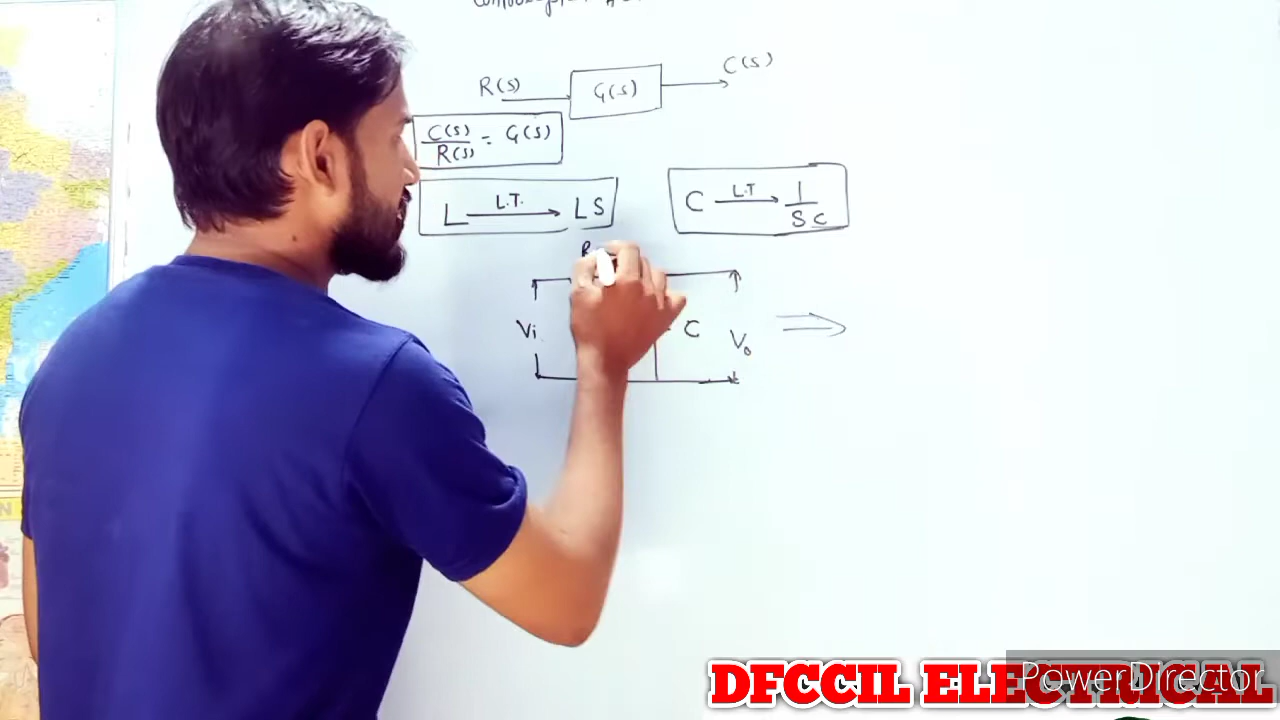 R(s) G(s) C(s)
C(s)/R(s) = G(s)
L L.T. LS
C L.T 1/SC
R
Vi C Vo
N
DFCCIL ELECTRICAL
PowerDirector